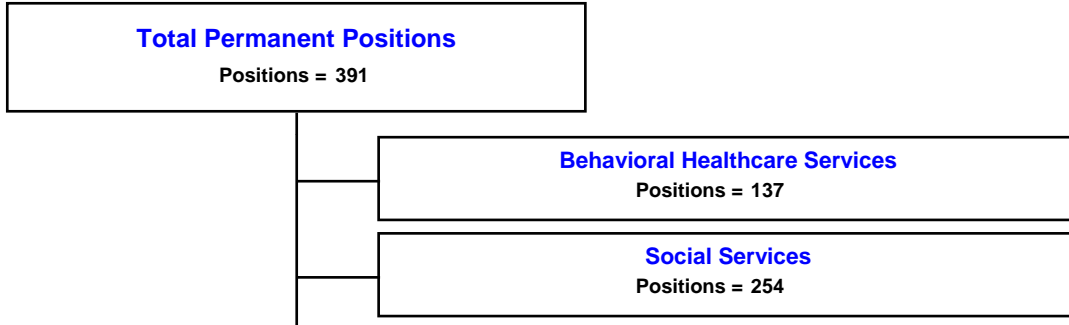 Total Permanent Positions
Positions = 391
Behavioral Healthcare Services
Positions = 137
Social Services
Positions = 254